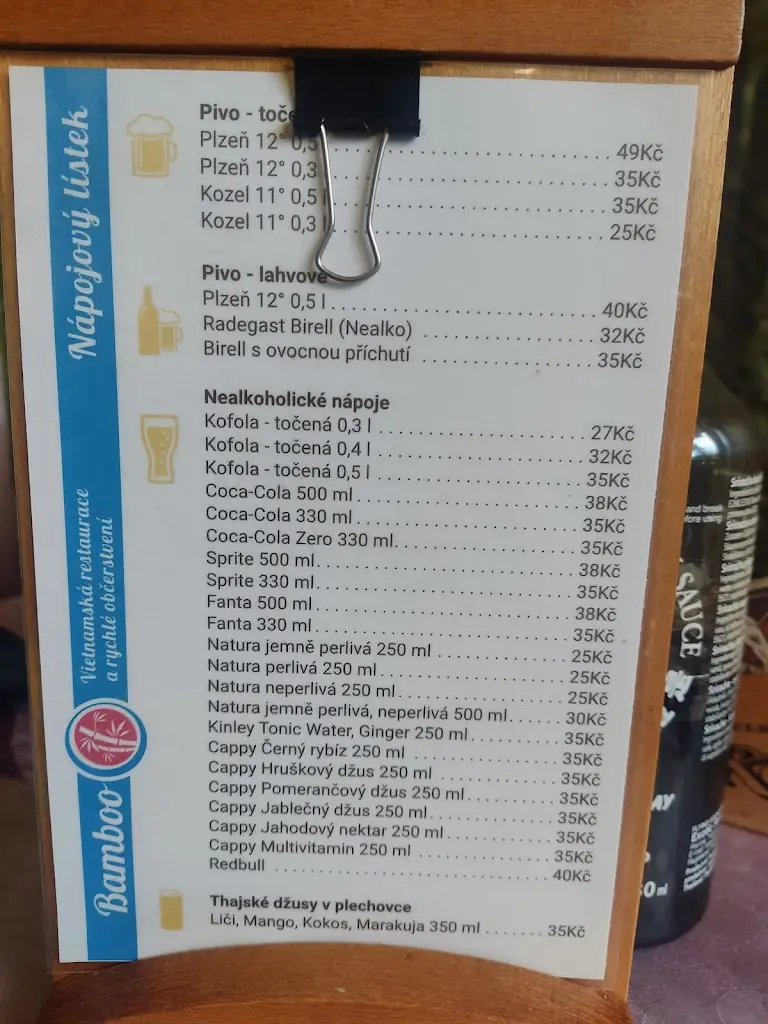 Nápojový lístek
Vietnamská restaurace
a rychlé občerstvení
Bamboo
Pivo - toče
Plzeň 12° 0,5 49Kč
Plzeň 12° 0,3 35Kč
Kozel 11° 0,5 l 35Kč
Kozel 11° 0,3 l 25Kč
Pivo - lahvové
Plzeň 12° 0,5 l 40Kč
Radegast Birell (Nealko) 32Kč
Birell s ovocnou příchutí 35Kč
Nealkoholické nápoje
Kofola - točená 0,3 l 27Kč
Kofola - točená 0,4 l 32Kč
Kofola - točená 0,5 l 35Kč
Coca-Cola 500 ml 38Kč
Coca-Cola 330 ml 35Kč
Coca-Cola Zero 330 ml 35Kč
Sprite 500 ml 38Kč
Sprite 330 ml 35Kč
Fanta 500 ml 38Kč
Fanta 330 ml 35Kč
Natura jemně perlivá 250 ml 25Kč
Natura perlivá 250 ml 25Kč
Natura neperlivá 250 ml 25Kč
Natura jemně perlivá, neperlivá 500 ml 30Kč
Kinley Tonic Water, Ginger 250 ml 35Kč
Cappy Černý rybíz 250 ml 35Kč
Cappy Hruškový džus 250 ml 35Kč
Cappy Pomerančový džus 250 ml 35Kč
Cappy Jablečný džus 250 ml 35Kč
Cappy Jahodový nektar 250 ml 35Kč
Cappy Multivitamin 250 ml 35Kč
Redbull 40Kč
Thajské džusy v plechovce
Liči, Mango, Kokos, Marakuja 350 ml 35Kč
and break
fore using
SAUCE